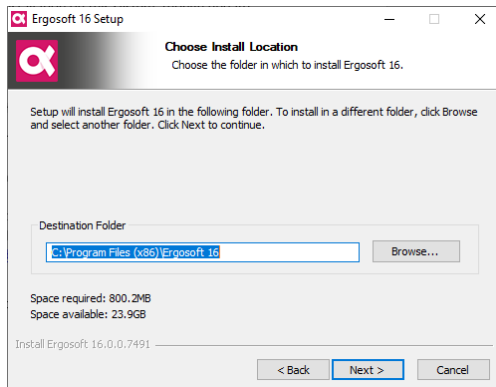 Ergosoft 16 Setup
Choose Install Location
Choose the folder in which to install Ergosoft 16.
Setup will install Ergosoft 16 in the following folder. To install in a different folder, click Browse
and select another folder. Click Next to continue.
Destination Folder
C:\Program Files (x86)\Ergosoft 16
Browse...
Space required: 800.2MB
Space available: 23.9GB
Install Ergosoft 16.0.0.7491
< Back
Next >
Cancel